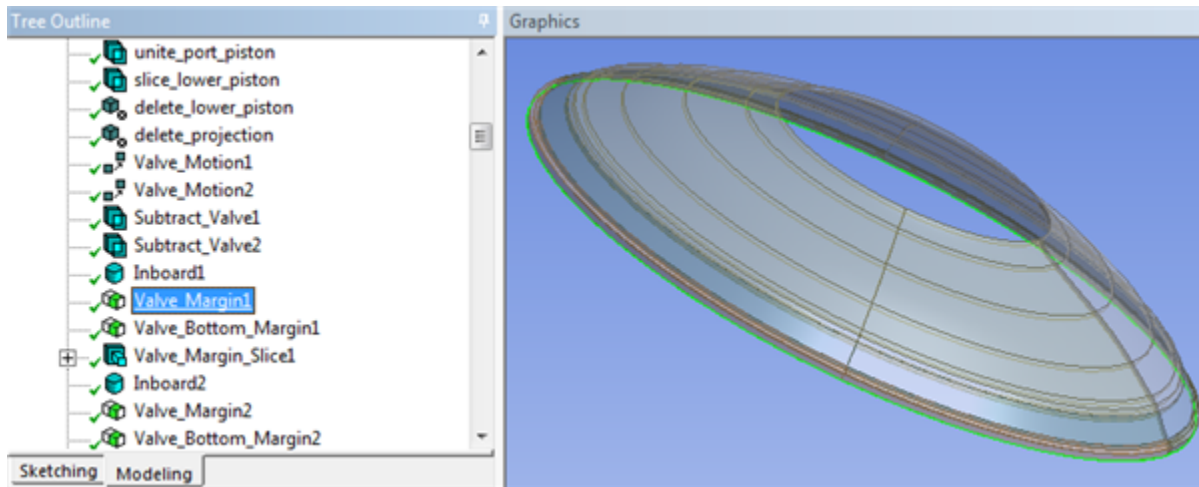 Tree Outline
Graphics
unite_port_piston
slice_lower_piston
delete_lower_piston
delete_projection
Valve_Motion1
Valve_Motion2
Subtract_Valve1
Subtract_Valve2
Inboard1
Valve_Margin1
Valve_Bottom_Margin1
Valve_Margin_Slice1
Inboard2
Valve_Margin2
Valve_Bottom_Margin2
Sketching Modeling